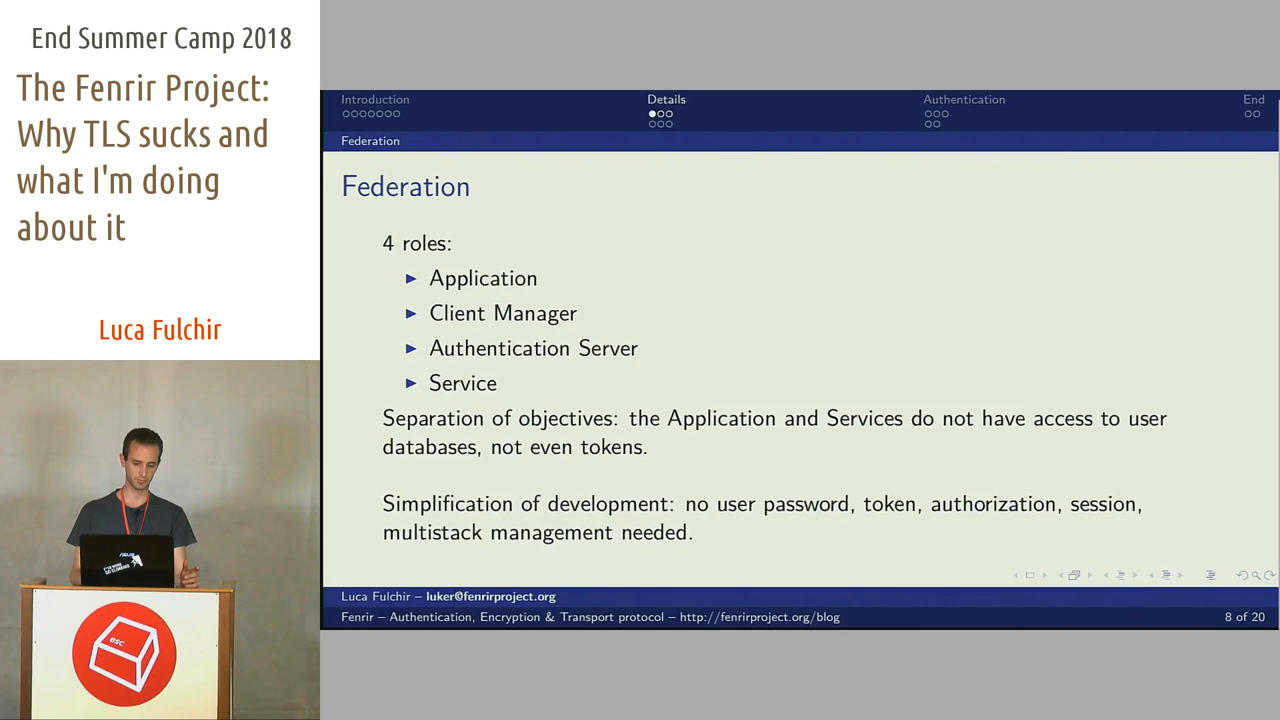 End Summer Camp 2018
The Fenrir Project:
Why TLS sucks and
what I'm doing
about it
Luca Fulchir
esc
Introduction
Details
Authentication
End
Federation
Federation
4 roles:
Application
Client Manager
Authentication Server
Service
Separation of objectives: the Application and Services do not have access to user
databases, not even tokens.
Simplification of development: no user password, token, authorization, session,
multistack management needed.
Luca Fulchir – luker@fenrirproject.org
Fenrir – Authentication, Encryption & Transport protocol – http://fenrirproject.org/blog
8 of 20